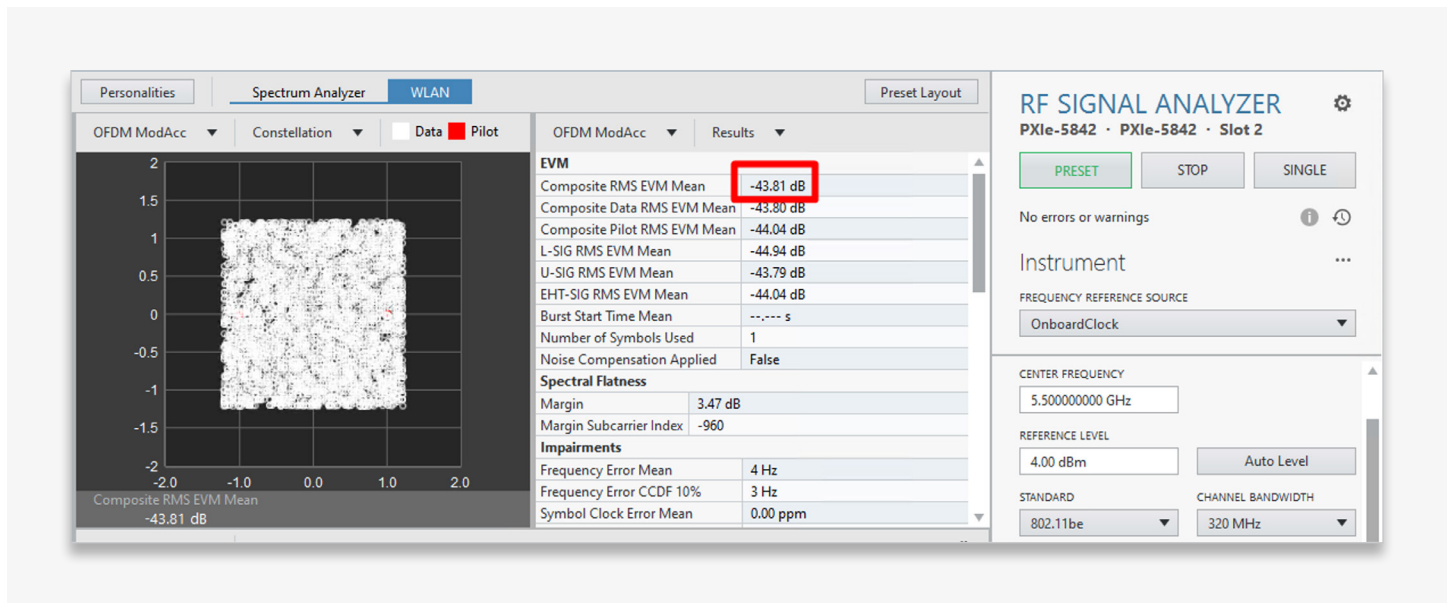 Personalities
Spectrum Analyzer
WLAN
Preset Layout
OFDM ModAcc
Constellation
Data
Pilot
2
1.5
1
0.5
0
-0.5
-1
-1.5
-2
-2.0 -1.0 0.0 1.0 2.0
Composite RMS EVM Mean
-43.81 dB
OFDM ModAcc
Results
EVM
Composite RMS EVM Mean -43.81 dB
Composite Data RMS EVM Mean -43.80 dB
Composite Pilot RMS EVM Mean -44.04 dB
L-SIG RMS EVM Mean -44.94 dB
U-SIG RMS EVM Mean -43.79 dB
EHT-SIG RMS EVM Mean -44.04 dB
Burst Start Time Mean --.--- s
Number of Symbols Used 1
Noise Compensation Applied False
Spectral Flatness
Margin 3.47 dB
Margin Subcarrier Index -960
Impairments
Frequency Error Mean 4 Hz
Frequency Error CCDF 10% 3 Hz
Symbol Clock Error Mean 0.00 ppm
RF SIGNAL ANALYZER
PXIe-5842 · PXIe-5842 · Slot 2
PRESET
STOP
SINGLE
No errors or warnings
Instrument
FREQUENCY REFERENCE SOURCE
OnboardClock
CENTER FREQUENCY
5.500000000 GHz
REFERENCE LEVEL
4.00 dBm
Auto Level
STANDARD CHANNEL BANDWIDTH
802.11be 320 MHz